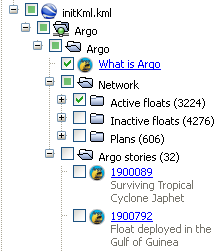 initKml.kml
Argo
Argo
What is Argo
Network
Active floats (3224)
Inactive floats (4276)
Plans (606)
Argo stories (32)
1900089
Surviving Tropical
Cyclone Japhet
1900792
Float deployed in the
Gulf of Guinea